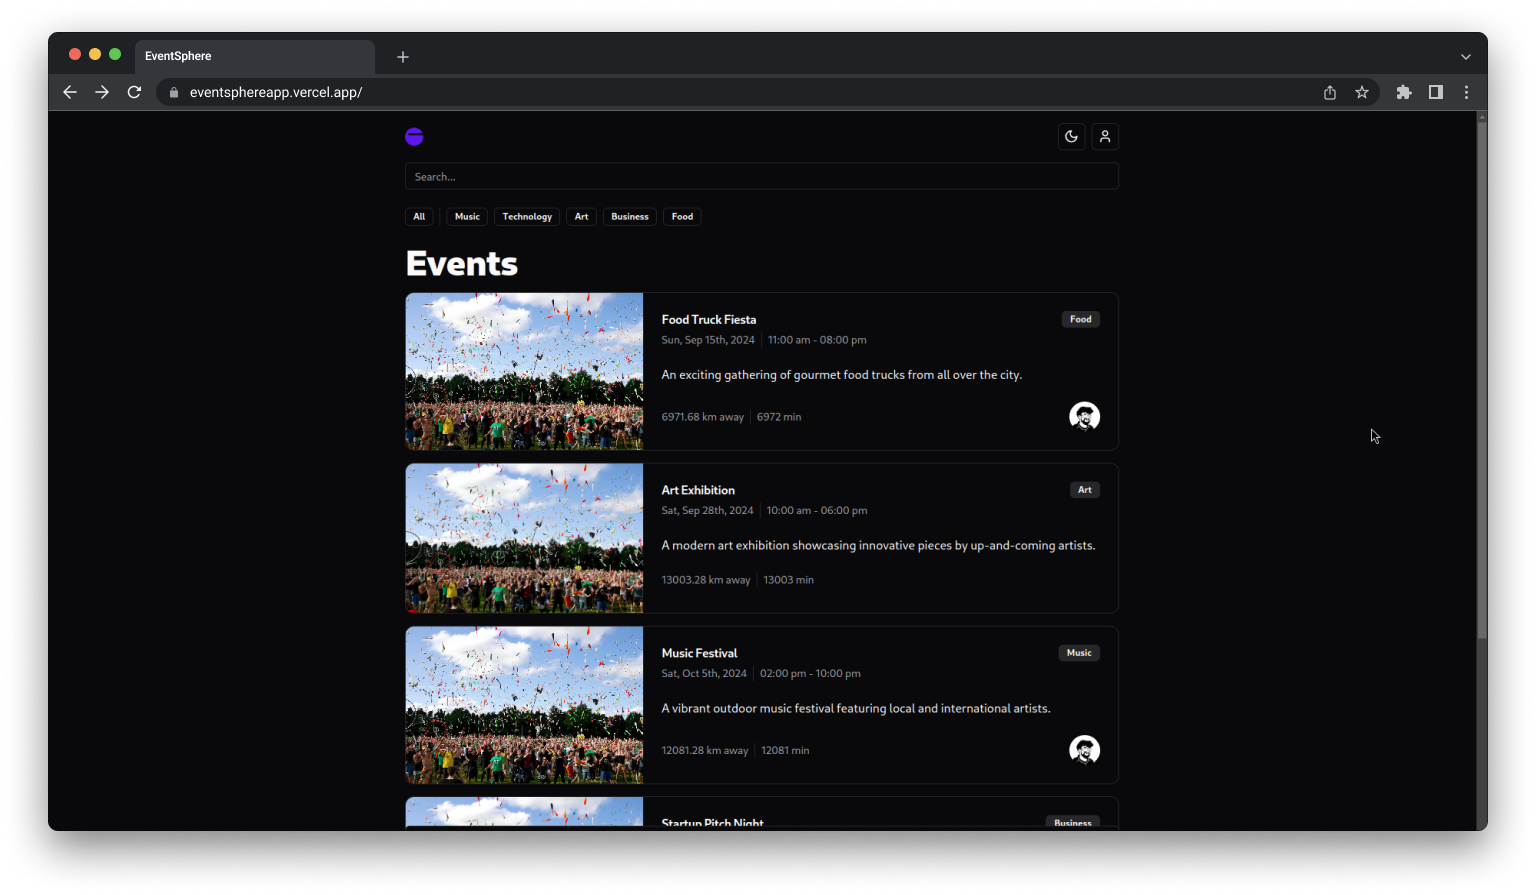 EventSphere
eventsphereapp.vercel.app/
Search...
All Music Technology Art Business Food
Events
Food Truck Fiesta Food
Sun, Sep 15th, 2024 11:00 am - 08:00 pm
An exciting gathering of gourmet food trucks from all over the city.
6971.68 km away 6972 min
Art Exhibition Art
Sat, Sep 28th, 2024 10:00 am - 06:00 pm
A modern art exhibition showcasing innovative pieces by up-and-coming artists.
13003.28 km away 13003 min
Music Festival Music
Sat, Oct 5th, 2024 02:00 pm - 10:00 pm
A vibrant outdoor music festival featuring local and international artists.
12081.28 km away 12081 min
Startup Pitch Night Business